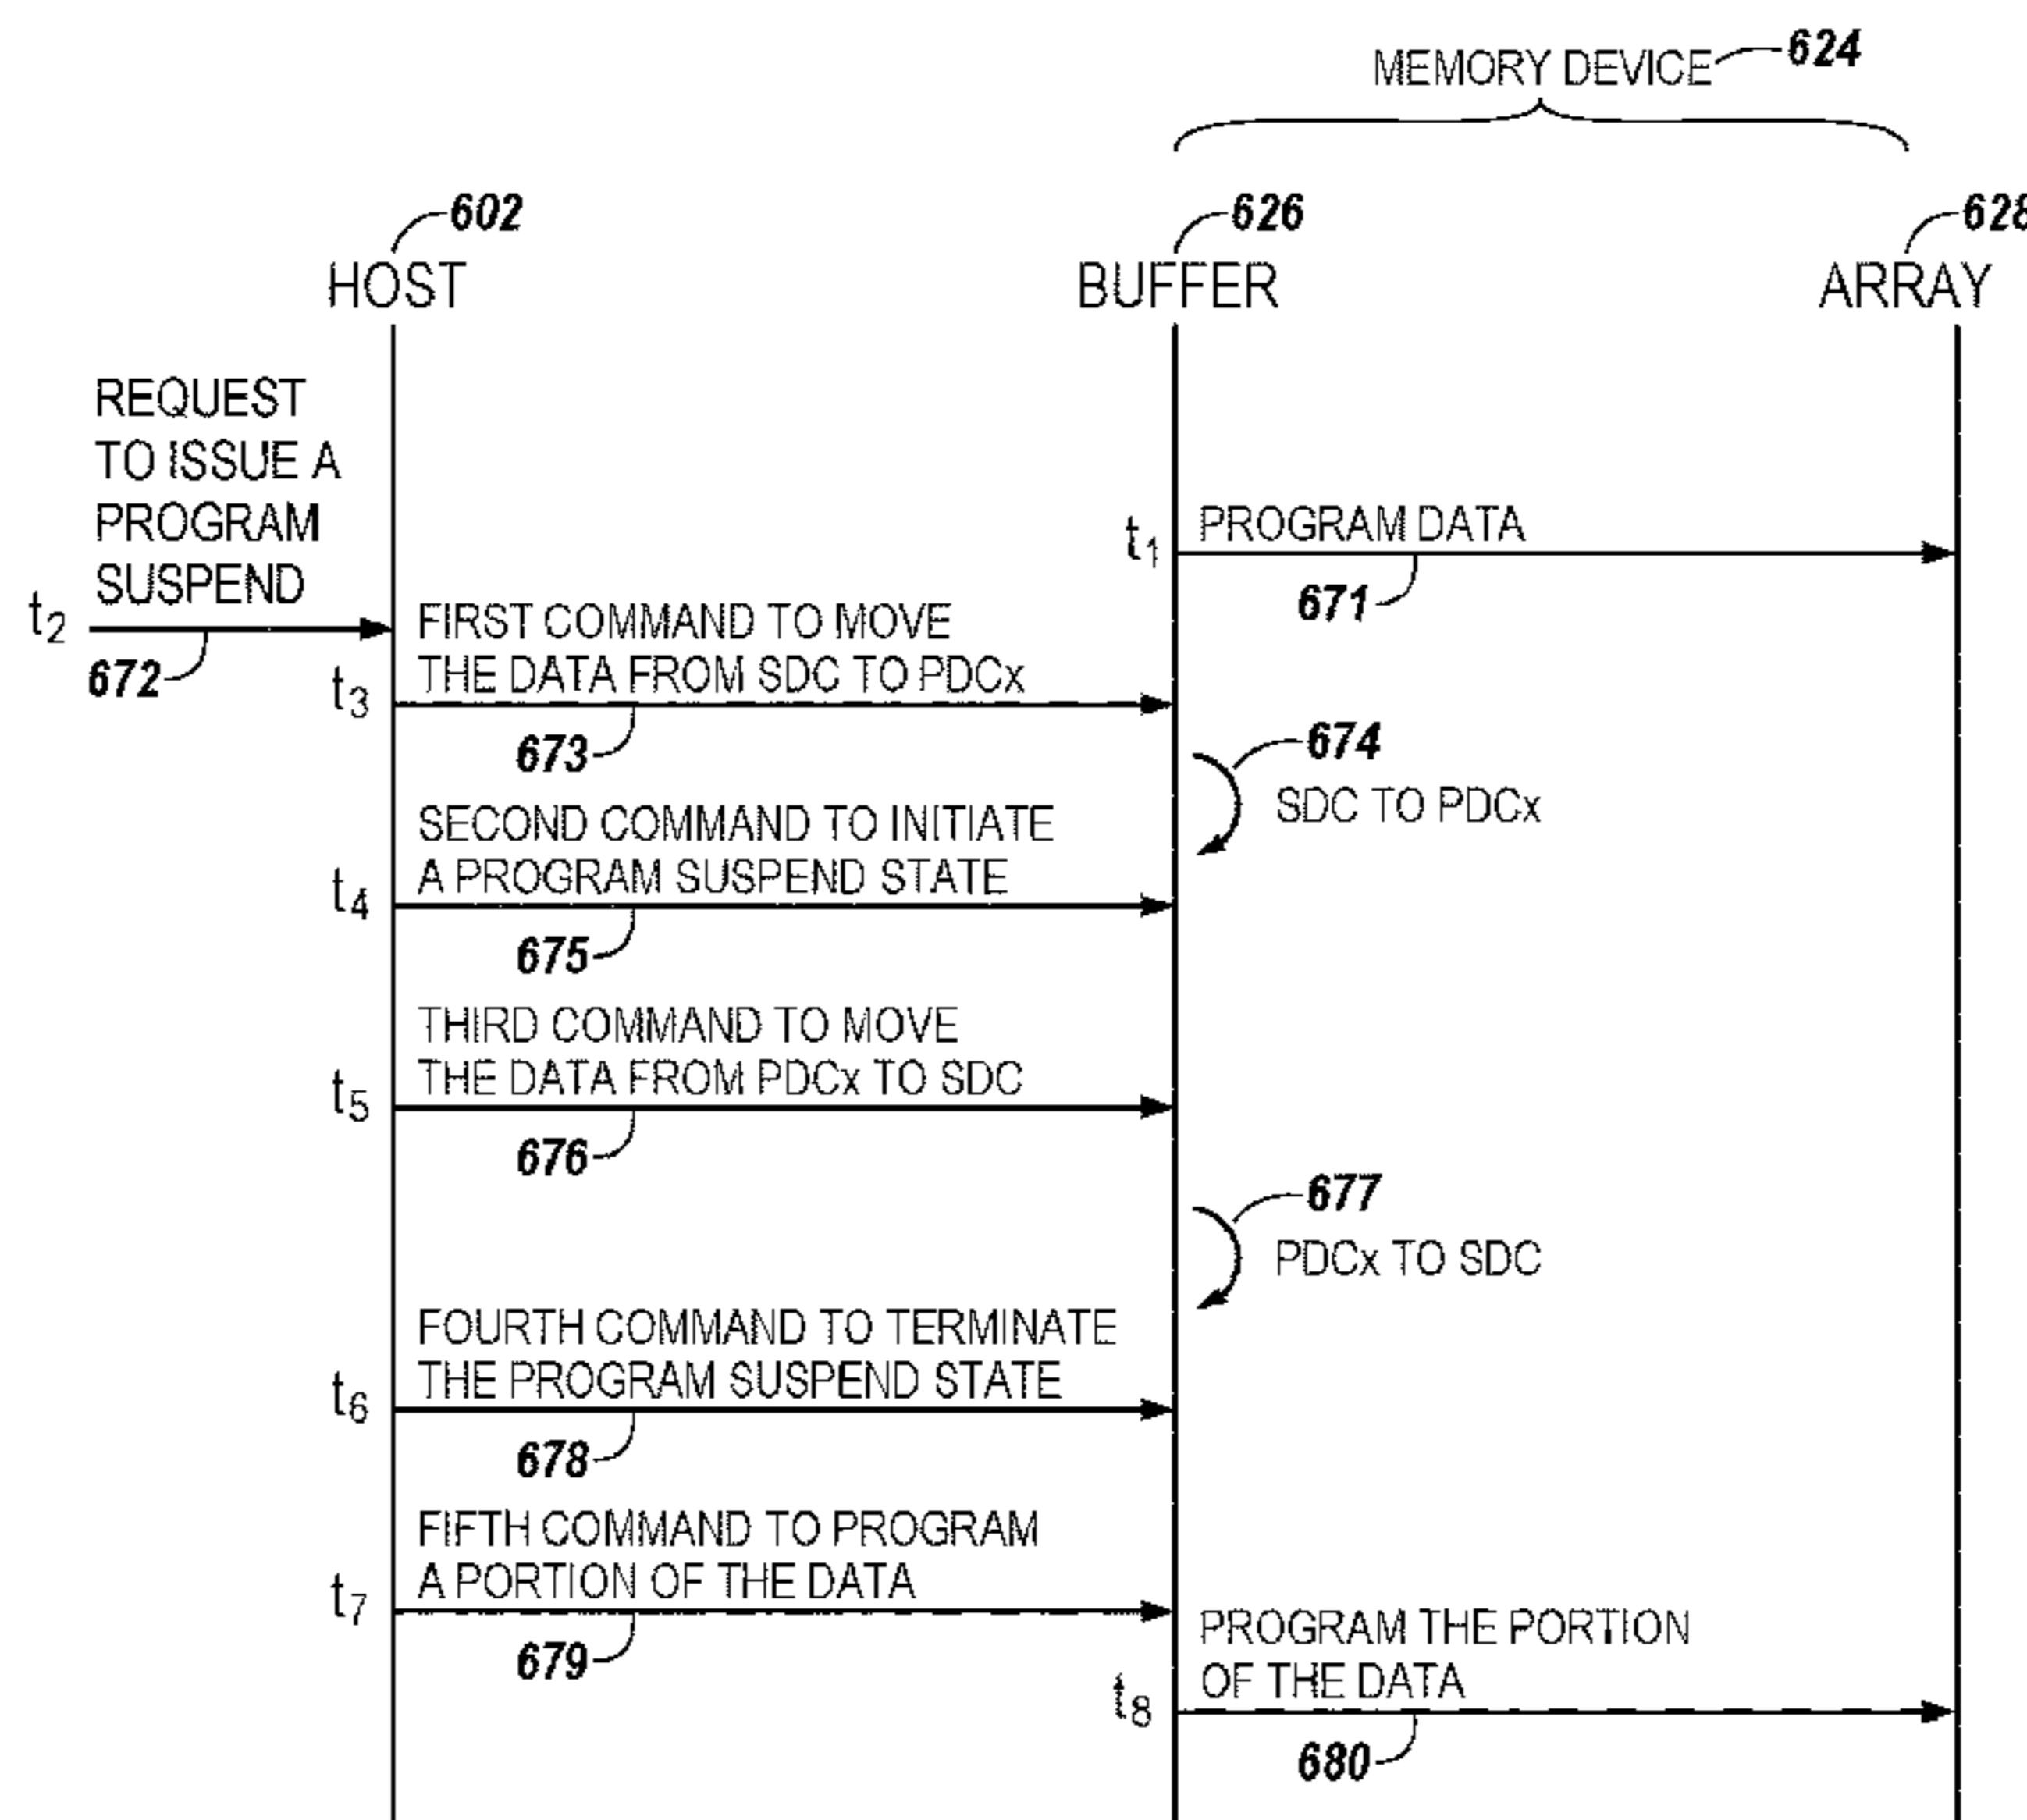 MEMORY DEVICE 624
602 626 628
HOST BUFFER ARRAY
REQUEST
TO ISSUE A
PROGRAM
SUSPEND
t1 PROGRAM DATA
671
t2
672
FIRST COMMAND TO MOVE
THE DATA FROM SDC TO PDCx
t3
673
674
SDC TO PDCx
SECOND COMMAND TO INITIATE
A PROGRAM SUSPEND STATE
t4
675
THIRD COMMAND TO MOVE
THE DATA FROM PDCx TO SDC
t5
676
677
PDCx TO SDC
FOURTH COMMAND TO TERMINATE
THE PROGRAM SUSPEND STATE
t6
678
FIFTH COMMAND TO PROGRAM
A PORTION OF THE DATA
t7
679
PROGRAM THE PORTION
OF THE DATA
t8
680